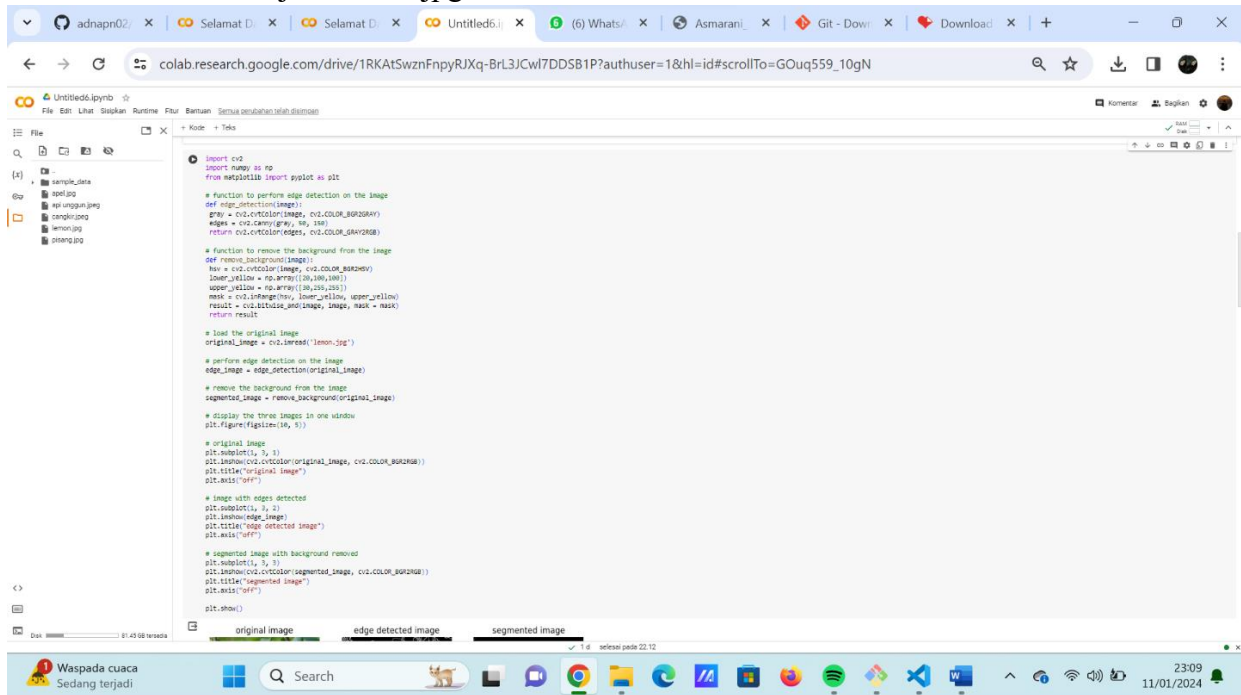 adnapn02/
Selamat D
Selamat D
Untitled6.i
(6) WhatsA
Asmarani_
Git - Down
Download
colab.research.google.com/drive/1RKAtSwznFnpyRJXq-BrL3JCwl7DDSB1P?authuser=1&hl=id#scrollTo=GOuq559_10gN
Untitled6.ipynb
File Edit Lihat Sisipkan Runtime Fitur Bantuan Semua perubahan telah disimpan
Komentar Bagikan
File
+ Kode + Teks
RAM
Disk
..
sample_data
apel.jpg
api unggun.jpeg
cangkir.jpeg
lemon.jpg
pisang.jpg
import cv2
import numpy as np
from matplotlib import pyplot as plt
# function to perform edge detection on the image
def edge_detection(image):
gray = cv2.cvtColor(image, cv2.COLOR_BGR2GRAY)
edges = cv2.Canny(gray, 50, 150)
return cv2.cvtColor(edges, cv2.COLOR_GRAY2RGB)
# function to remove the background from the image
def remove_background(image):
hsv = cv2.cvtColor(image, cv2.COLOR_BGR2HSV)
lower_yellow = np.array([20,100,100])
upper_yellow = np.array([30,255,255])
mask = cv2.inRange(hsv, lower_yellow, upper_yellow)
result = cv2.bitwise_and(image, image, mask = mask)
return result
# load the original image
original_image = cv2.imread('lemon.jpg')
# perform edge detection on the image
edge_image = edge_detection(original_image)
# remove the background from the image
segmented_image = remove_background(original_image)
# display the three images in one window
plt.figure(figsize=(10, 5))
# original image
plt.subplot(1, 3, 1)
plt.imshow(cv2.cvtColor(original_image, cv2.COLOR_BGR2RGB))
plt.title("original image")
plt.axis("off")
# image with edges detected
plt.subplot(1, 3, 2)
plt.imshow(edge_image)
plt.title("edge detected image")
plt.axis("off")
# segmented image with background removed
plt.subplot(1, 3, 3)
plt.imshow(cv2.cvtColor(segmented_image, cv2.COLOR_BGR2RGB))
plt.title("segmented image")
plt.axis("off")
plt.show()
original image edge detected image segmented image
Disk 81.45 GB tersedia
1 d selesai pada 22.12
Waspada cuaca
Sedang terjadi
Search
23:09
11/01/2024